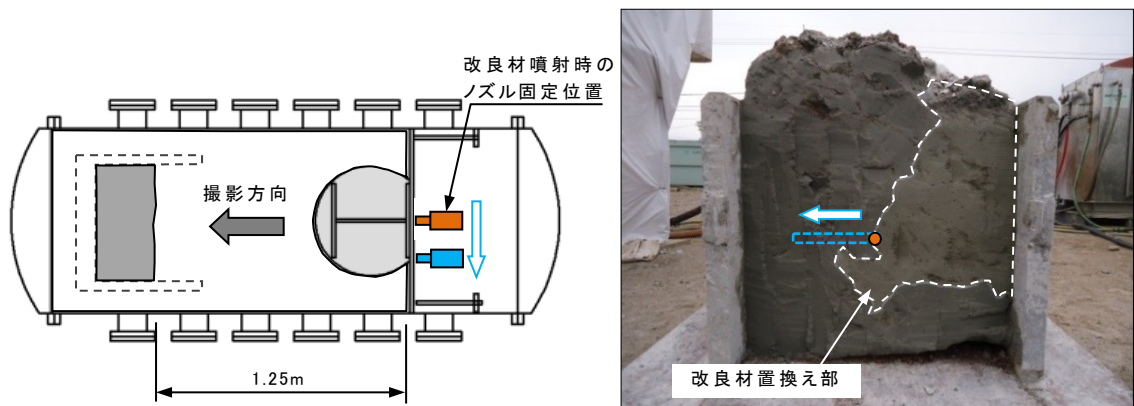 改良材噴射時の
ノズル固定位置
撮影方向
1.25m
改良材置換え部